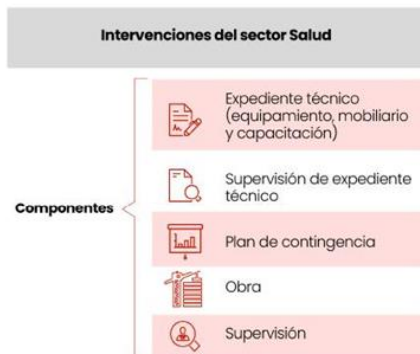 Intervenciones del sector Salud
Expediente técnico
(equipamiento, mobiliario
y capacitación)
Supervisión de expediente
técnico
Componentes
Plan de contingencia
Obra
Supervisión